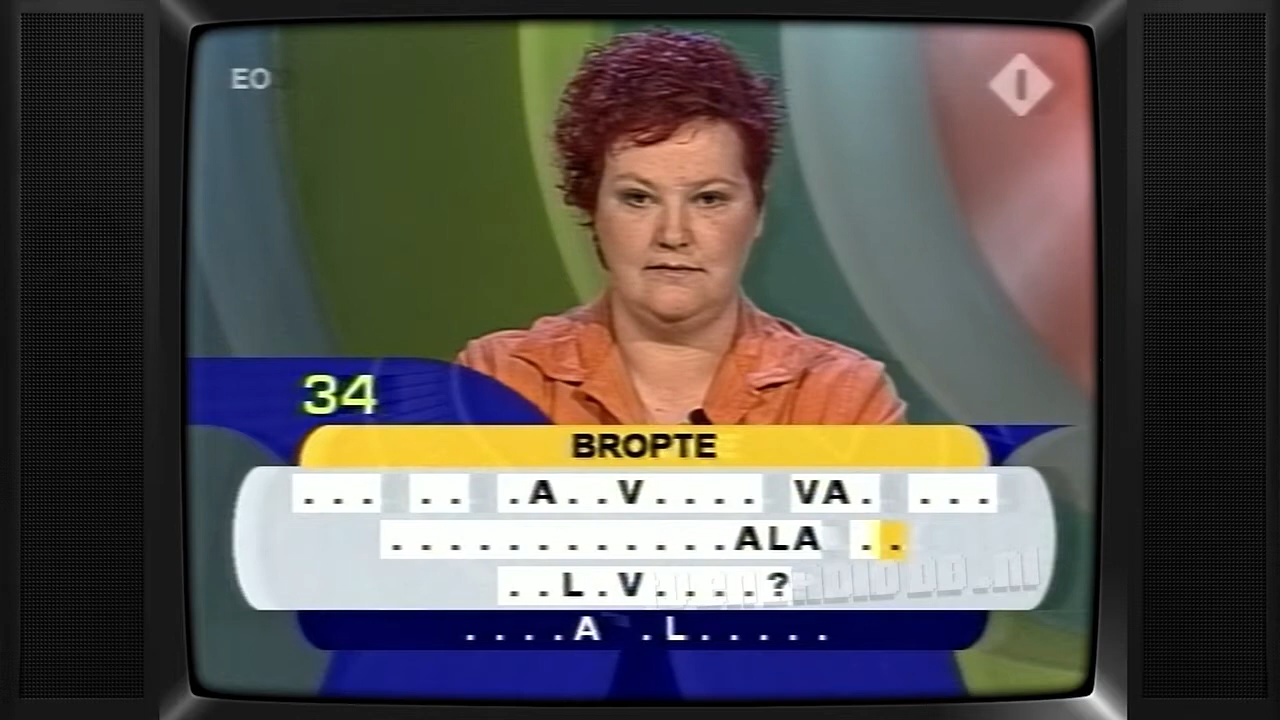 EO
34
BROPTE
... .. .A..V.... VA. ...
............ALA ..
..L.V....?
....A .L.....